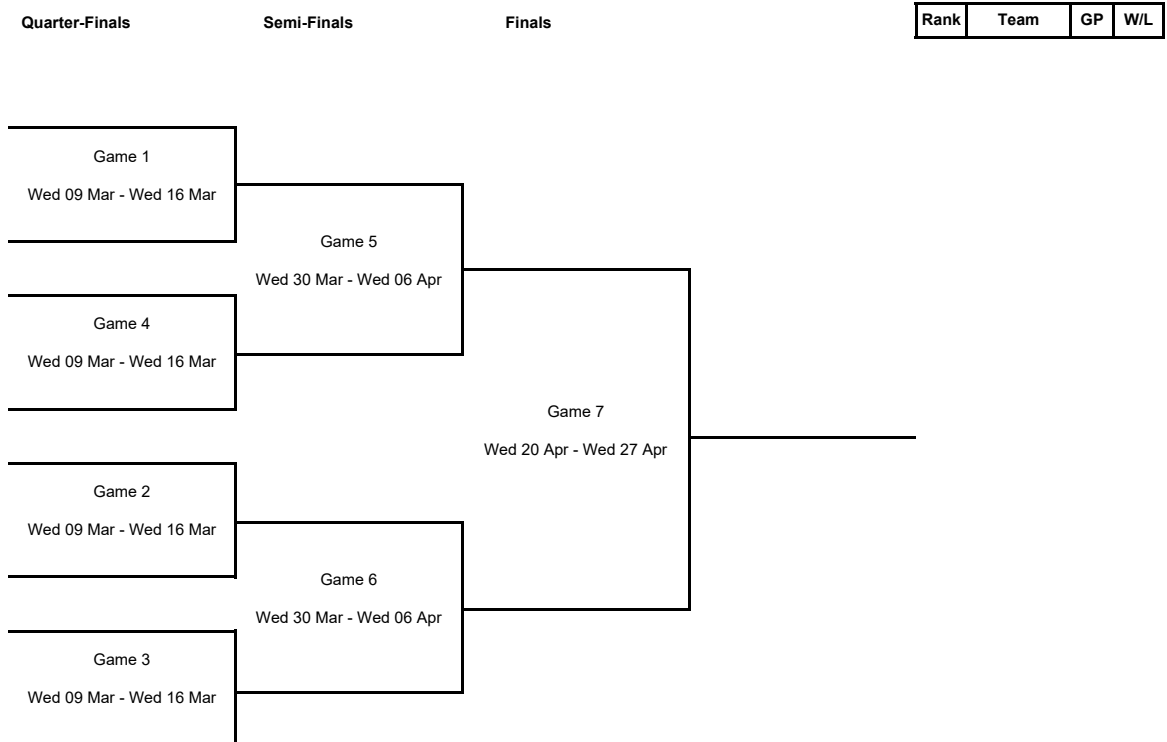 Quarter-Finals Semi-Finals Finals Rank Team GP W/L
Game 1
Wed 09 Mar - Wed 16 Mar
Game 5
Wed 30 Mar - Wed 06 Apr
Game 4
Wed 09 Mar - Wed 16 Mar
Game 7
Wed 20 Apr - Wed 27 Apr
Game 2
Wed 09 Mar - Wed 16 Mar
Game 6
Wed 30 Mar - Wed 06 Apr
Game 3
Wed 09 Mar - Wed 16 Mar